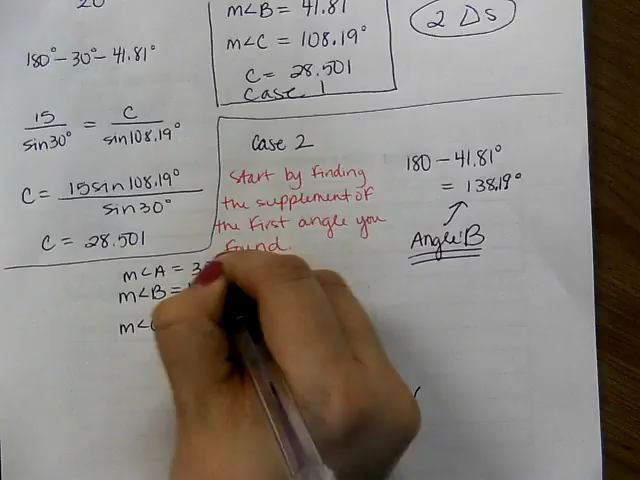 20
180° - 30° - 41.81°
15/sin30° = C/sin108.19°
C = 15sin108.19°/sin30°
C = 28.501
m∠B = 41.81
m∠C = 108.19°
C = 28.501
Case 1
2 Δs
Case 2
Start by finding
the supplement of
the first angle you
found.
180 - 41.81°
= 138.19°
Angle B
m∠A = 3
m∠B =
m∠